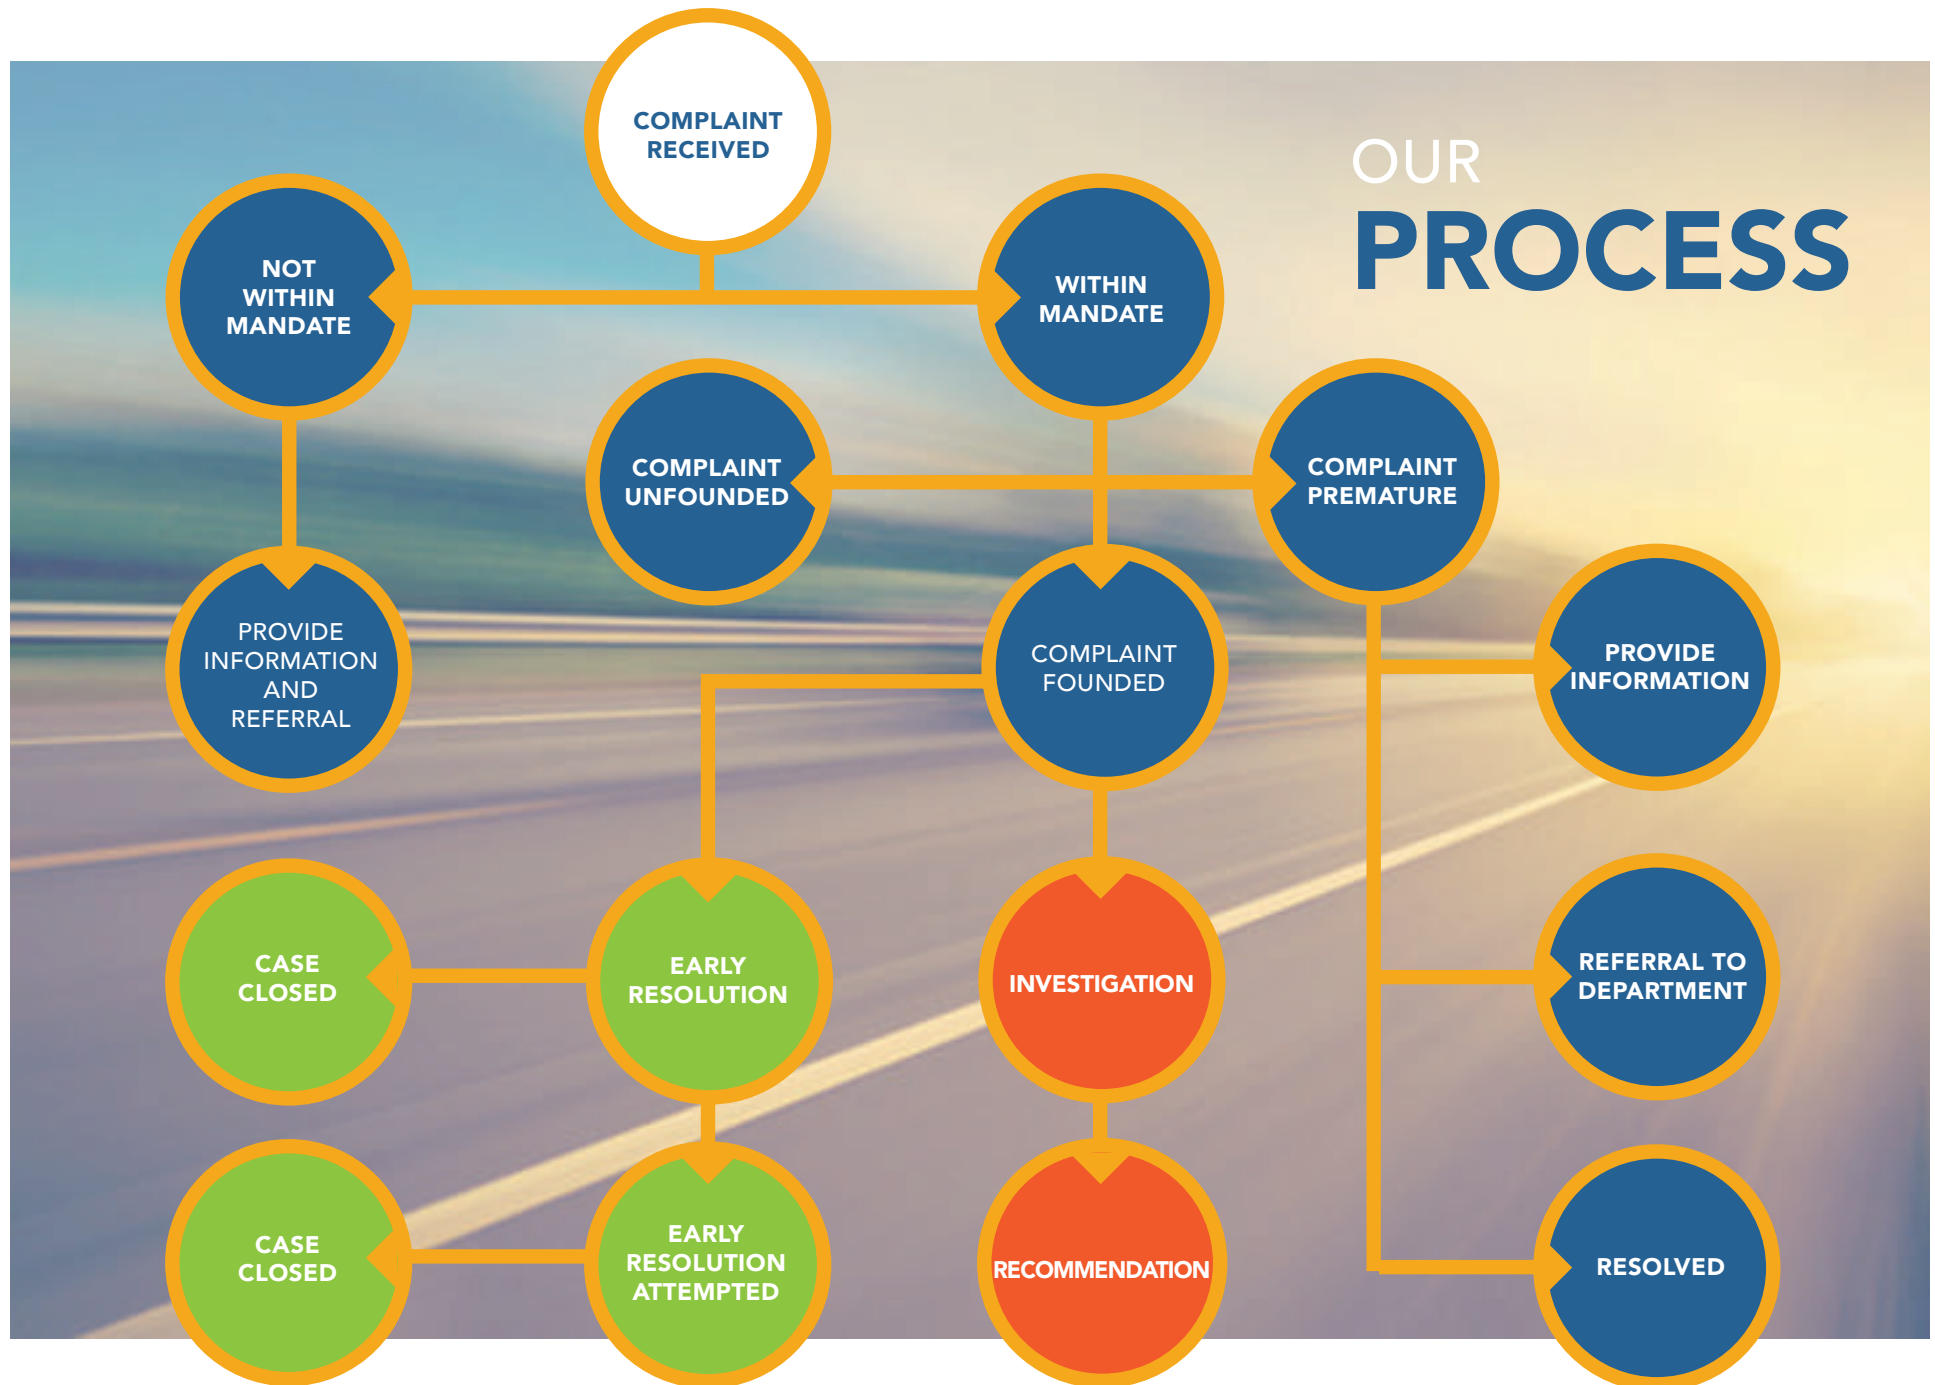 COMPLAINT
RECEIVED
OUR
PROCESS
NOT
WITHIN
MANDATE
WITHIN
MANDATE
COMPLAINT
UNFOUNDED
COMPLAINT
PREMATURE
PROVIDE
INFORMATION
AND
REFERRAL
COMPLAINT
FOUNDED
PROVIDE
INFORMATION
CASE
CLOSED
EARLY
RESOLUTION
INVESTIGATION
REFERRAL TO
DEPARTMENT
CASE
CLOSED
EARLY
RESOLUTION
ATTEMPTED
RECOMMENDATION
RESOLVED